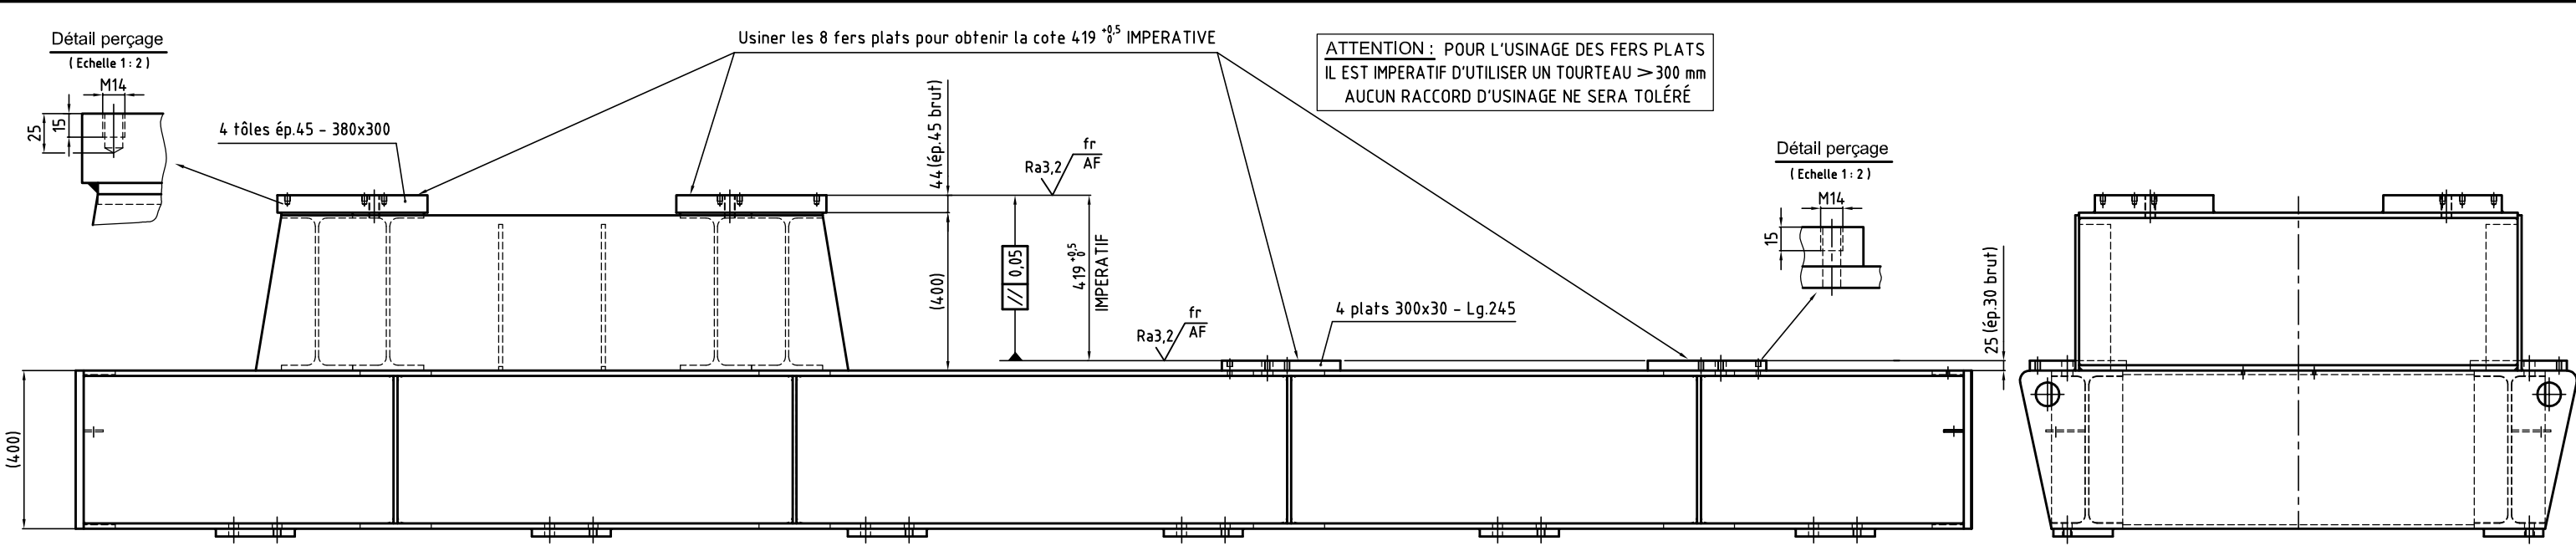 Détail perçage
( Echelle 1 : 2 )
M14
25
15
4 tôles ép.45 - 380x300
Usiner les 8 fers plats pour obtenir la cote 419 +0,5 0 IMPERATIVE
ATTENTION : POUR L'USINAGE DES FERS PLATS
IL EST IMPERATIF D'UTILISER UN TOURTEAU > 300 mm
AUCUN RACCORD D'USINAGE NE SERA TOLÉRÉ
44 (ép.45 brut)
(400)
Ra3,2
fr
AF
// 0,05
419 +0,5 0
IMPERATIF
Ra3,2
fr
AF
4 plats 300x30 - Lg.245
Détail perçage
( Echelle 1 : 2 )
M14
15
25 (ép.30 brut)
(400)